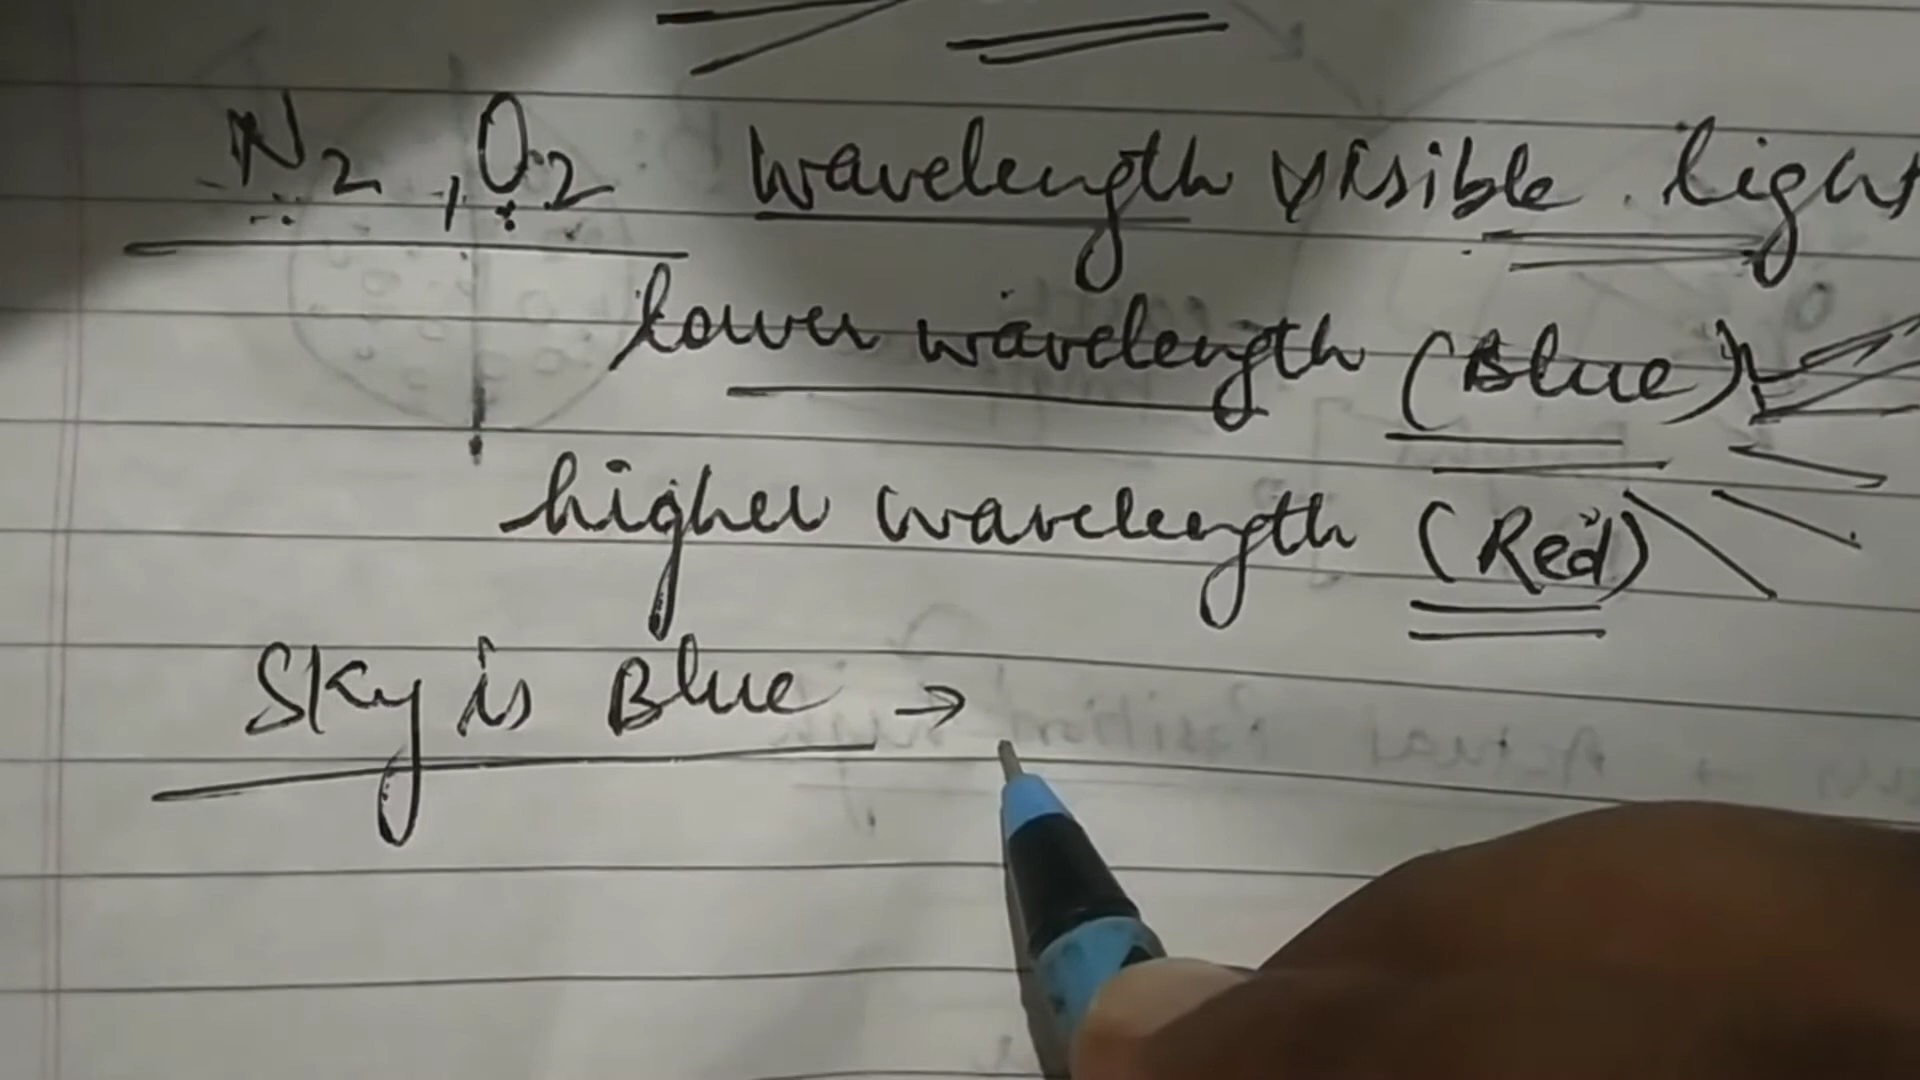 N2, O2 wavelength visible light
lower wavelength (Blue)
higher wavelength (Red)
Sky is Blue →